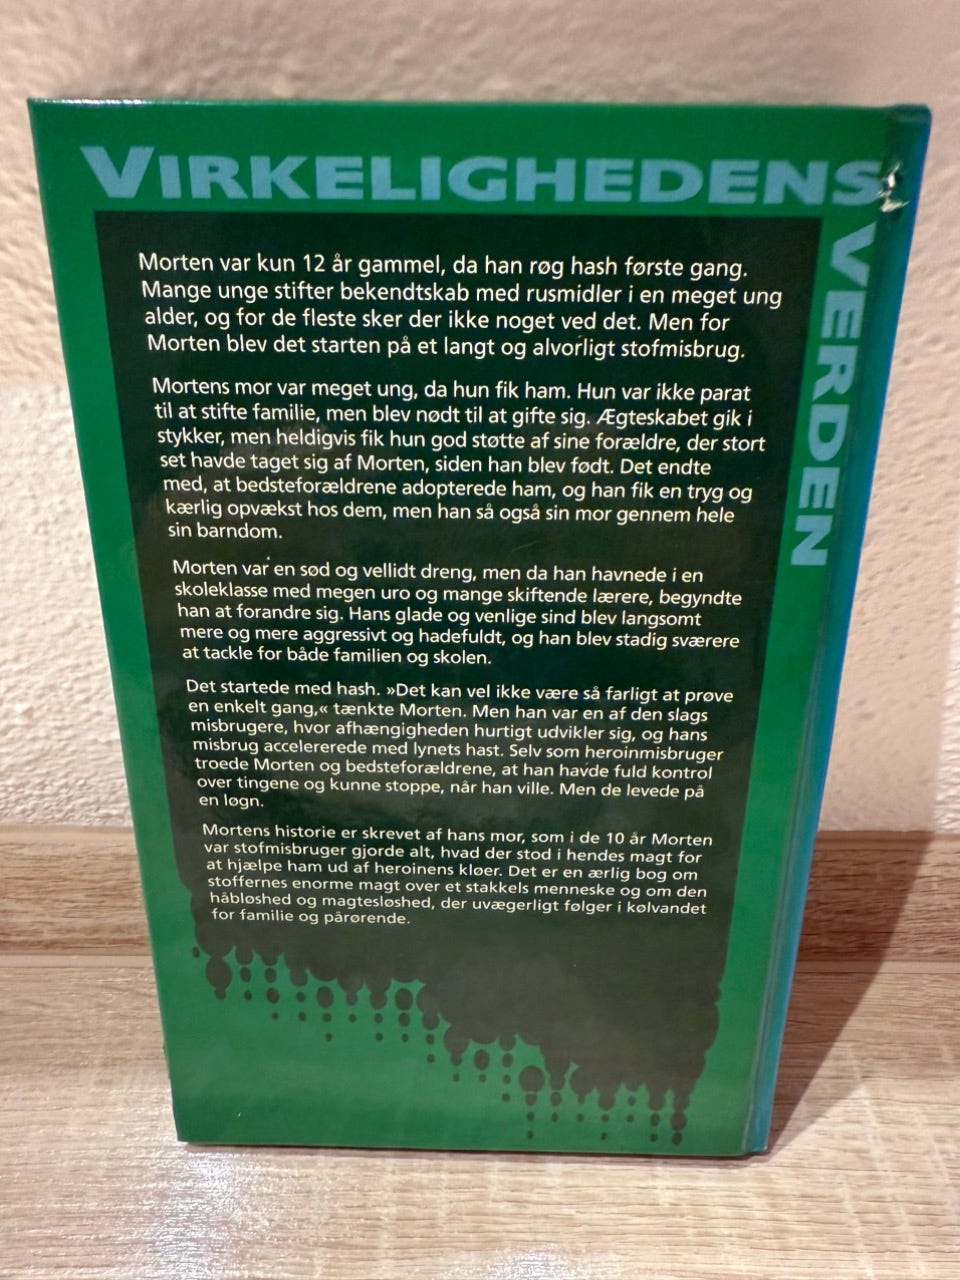 VIRKELIGHEDENS
VERDEN
Morten var kun 12 år gammel, da han røg hash første gang.
Mange unge stifter bekendtskab med rusmidler i en meget ung
alder, og for de fleste sker der ikke noget ved det. Men for
Morten blev det starten på et langt og alvorligt stofmisbrug.
Mortens mor var meget ung, da hun fik ham. Hun var ikke parat
til at stifte familie, men blev nødt til at gifte sig. Ægteskabet gik i
stykker, men heldigvis fik hun god støtte af sine forældre, der stort
set havde taget sig af Morten, siden han blev født. Det endte
med, at bedsteforældrene adopterede ham, og han fik en tryg og
kærlig opvækst hos dem, men han så også sin mor gennem hele
sin barndom.
Morten var en sød og vellidt dreng, men da han havnede i en
skoleklasse med megen uro og mange skiftende lærere, begyndte
han at forandre sig. Hans glade og venlige sind blev langsomt
mere og mere aggressivt og hadefuldt, og han blev stadig sværere
at tackle for både familien og skolen.
Det startede med hash. »Det kan vel ikke være så farligt at prøve
en enkelt gang,« tænkte Morten. Men han var en af den slags
misbrugere, hvor afhængigheden hurtigt udvikler sig, og hans
misbrug accelererede med lynets hast. Selv som heroinmisbruger
troede Morten og bedsteforældrene, at han havde fuld kontrol
over tingene og kunne stoppe, når han ville. Men de levede på
en løgn.
Mortens historie er skrevet af hans mor, som i de 10 år Morten
var stofmisbruger gjorde alt, hvad der stod i hendes magt for
at hjælpe ham ud af heroinens kløer. Det er en ærlig bog om
stoffernes enorme magt over et stakkels menneske og om den
håbløshed og magtesløshed, der uvægerligt følger i kølvandet
for familie og pårørende.